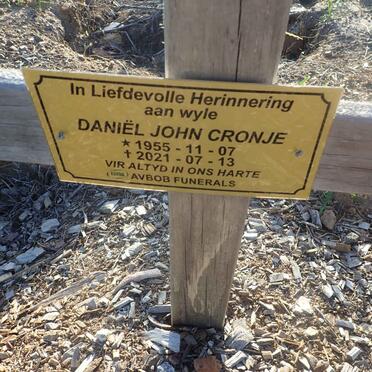 In Liefdevolle Herinnering
aan wyle
DANIËL JOHN CRONJE
★ 1955 - 11 - 07
✝ 2021 - 07 - 13
VIR ALTYD IN ONS HARTE
AVBOB FUNERALS